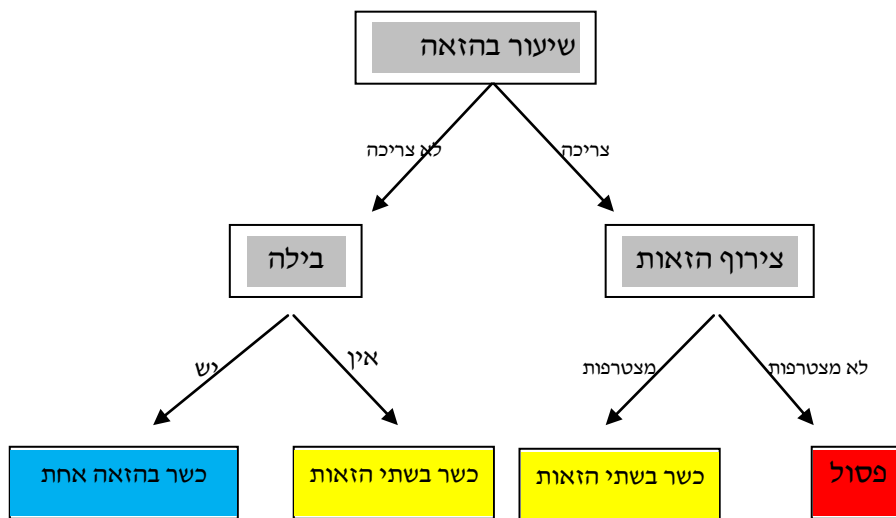 שיעור בהזאה
צריכה
לא צריכה
צירוף הזאות
בילה
לא מצטרפות
מצטרפות
אין
יש
פסול
כשר בשתי הזאות
כשר בשתי הזאות
כשר בהזאה אחת